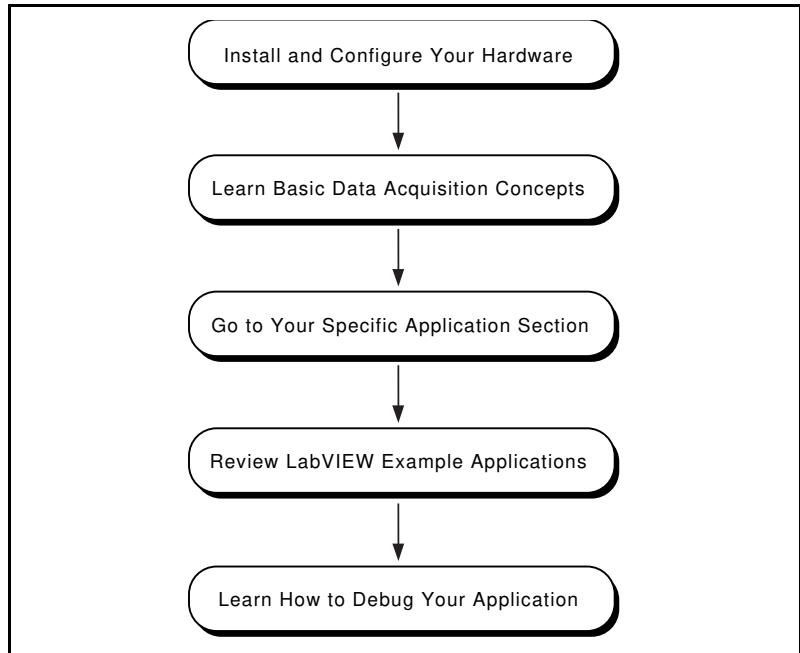 Install and Configure Your Hardware
Learn Basic Data Acquisition Concepts
Go to Your Specific Application Section
Review LabVIEW Example Applications
Learn How to Debug Your Application